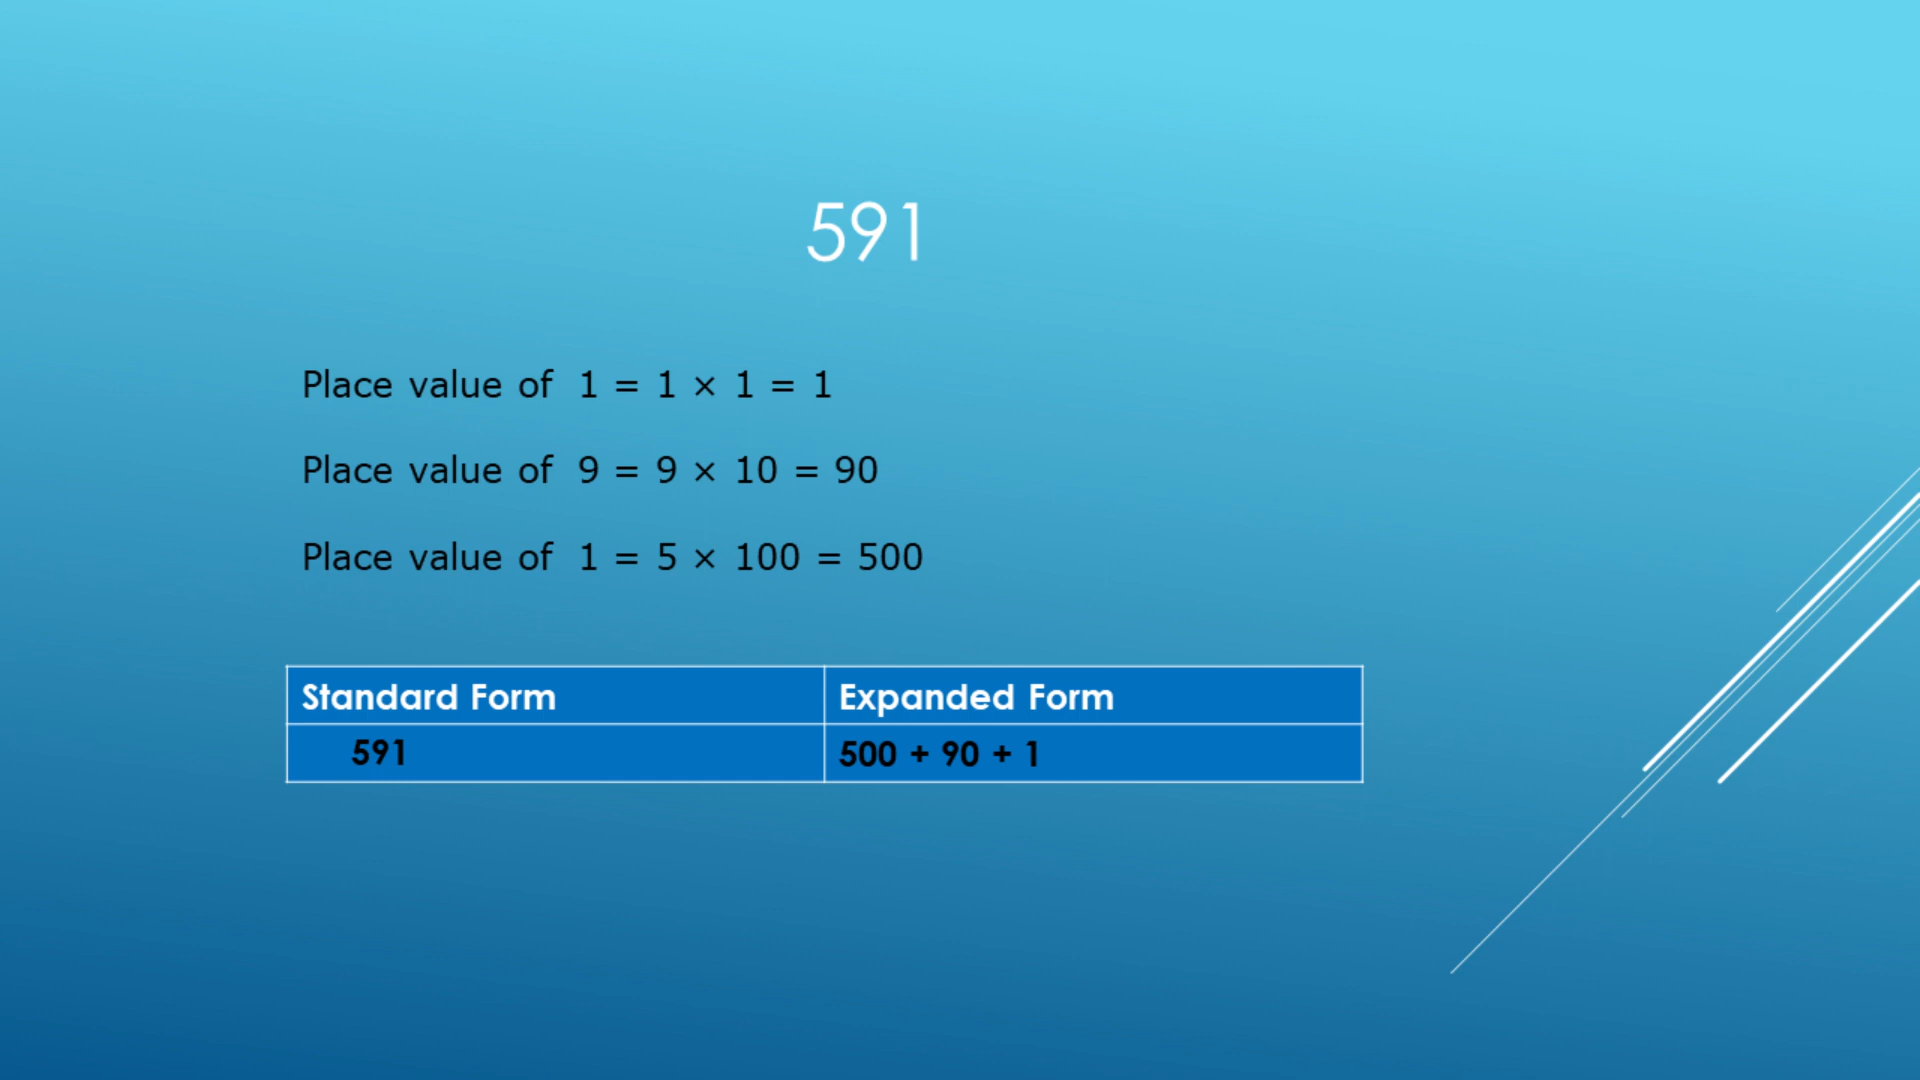 591
Place value of 1 = 1 × 1 = 1
Place value of 9 = 9 × 10 = 90
Place value of 1 = 5 × 100 = 500
Standard Form Expanded Form
591 500 + 90 + 1